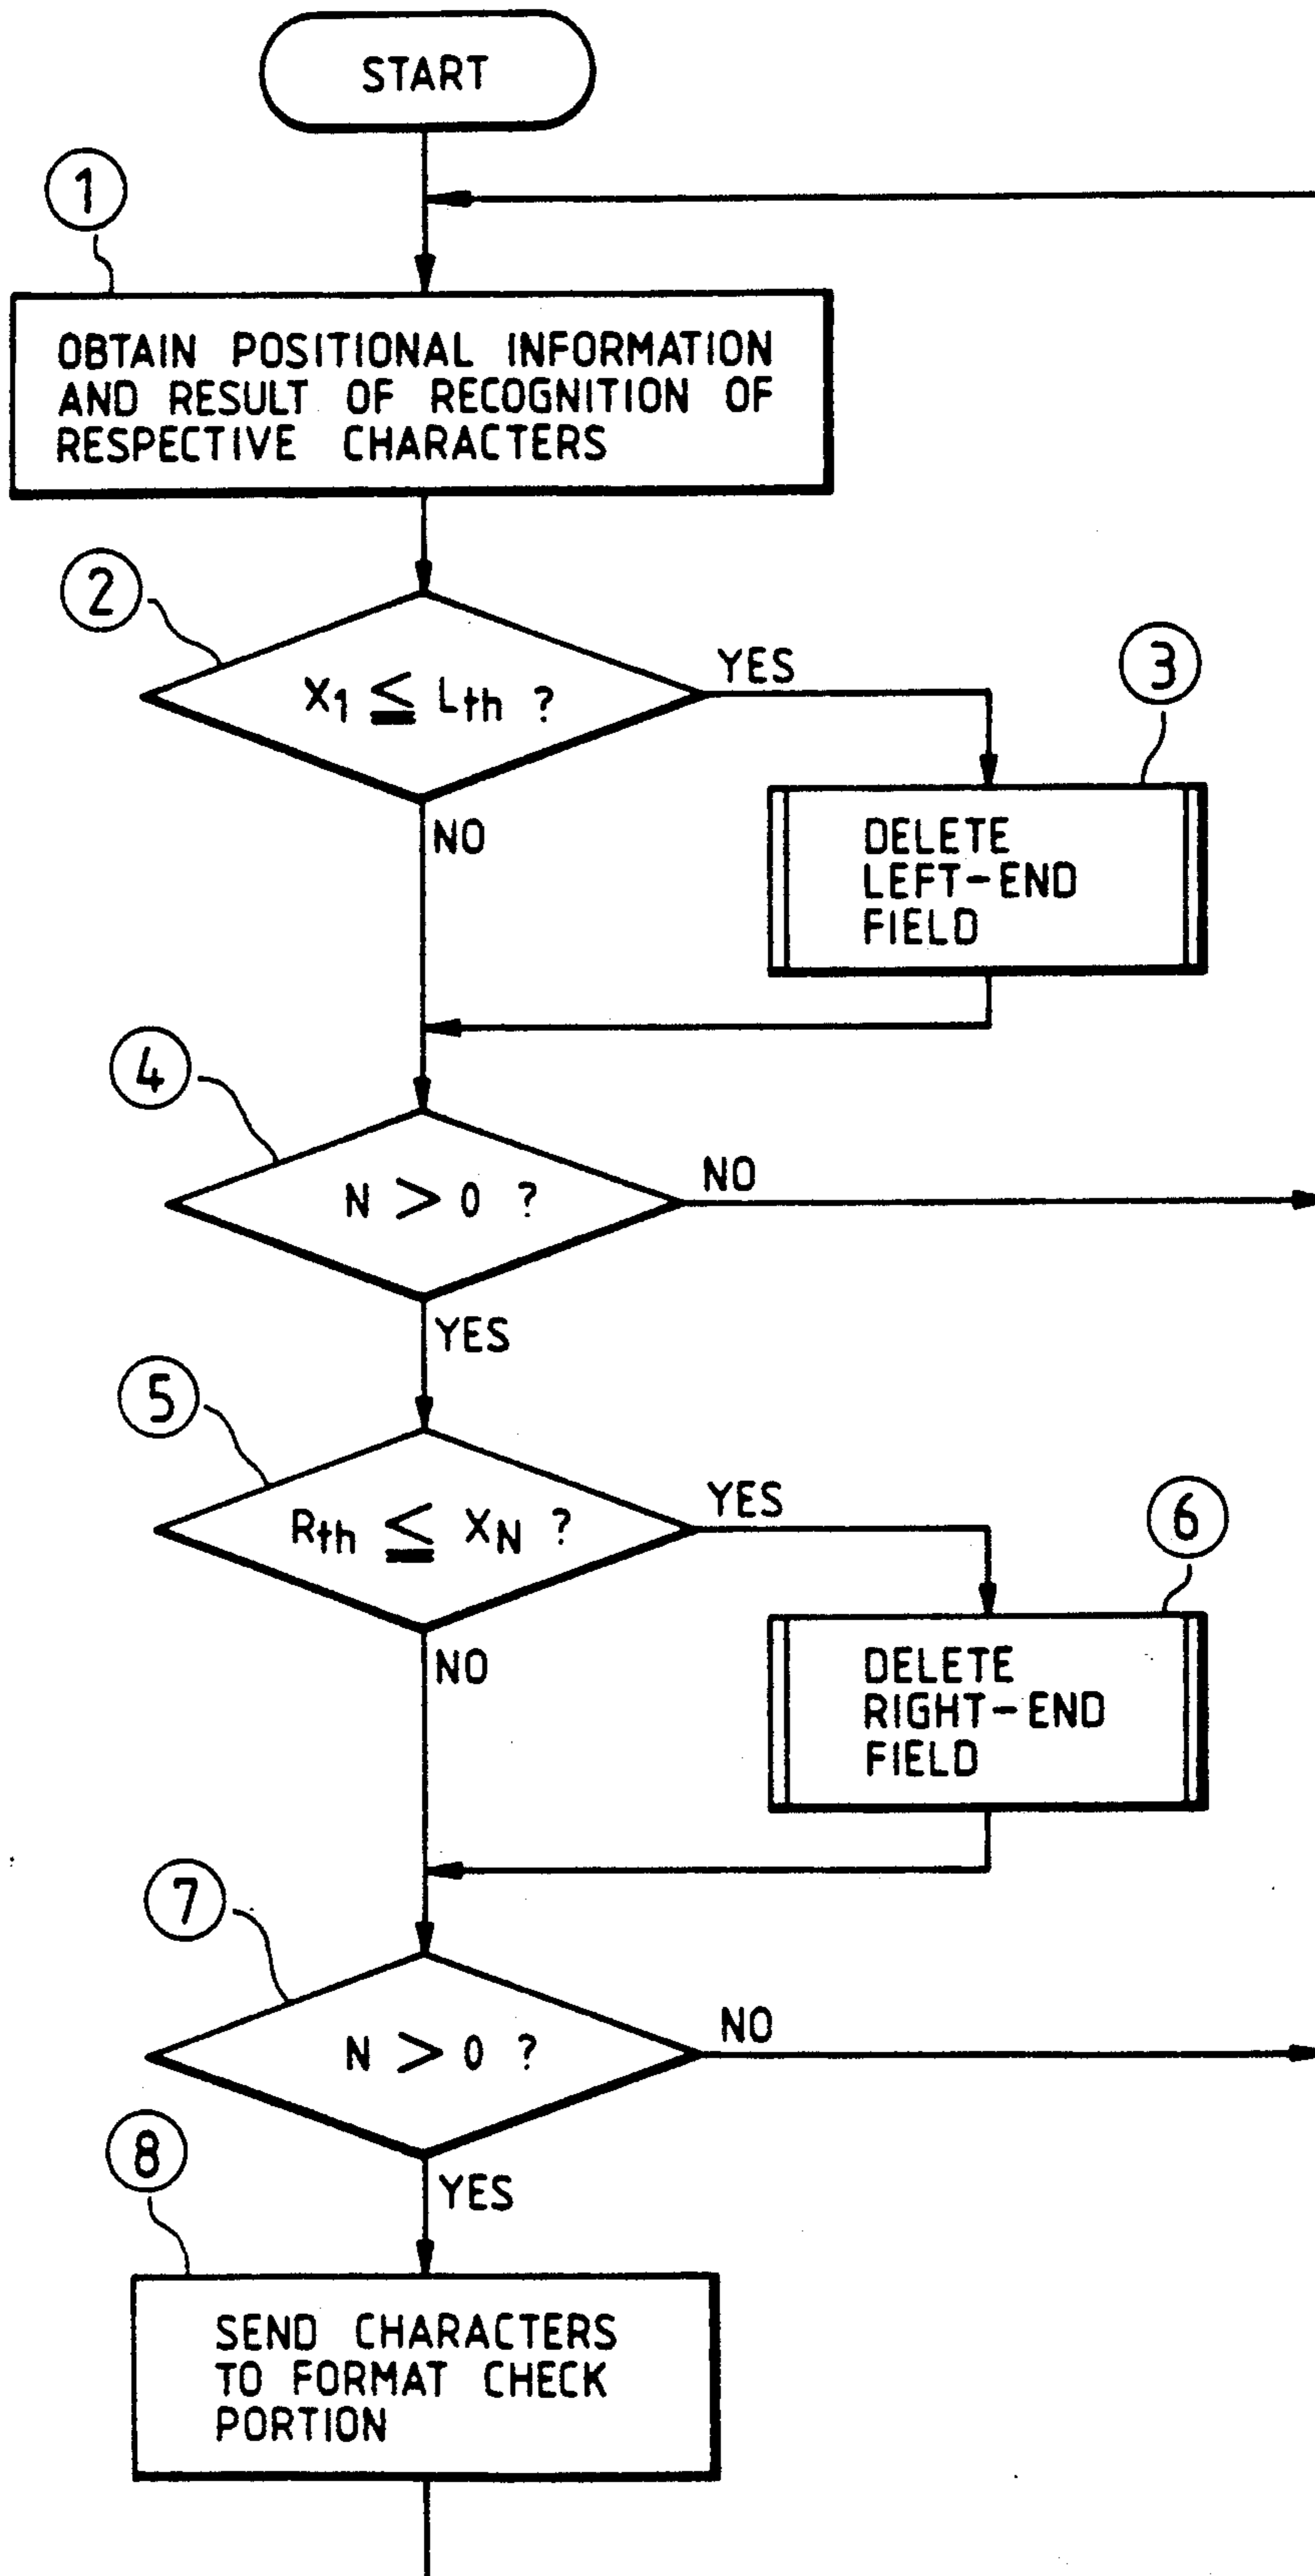 START
1
OBTAIN POSITIONAL INFORMATION
AND RESULT OF RECOGNITION OF
RESPECTIVE CHARACTERS
2
X1 ≦ Lth ?
YES
3
NO
DELETE
LEFT-END
FIELD
4
N > 0 ?
NO
YES
5
Rth ≦ XN ?
YES
6
NO
DELETE
RIGHT-END
FIELD
7
N > 0 ?
NO
8
YES
SEND CHARACTERS
TO FORMAT CHECK
PORTION